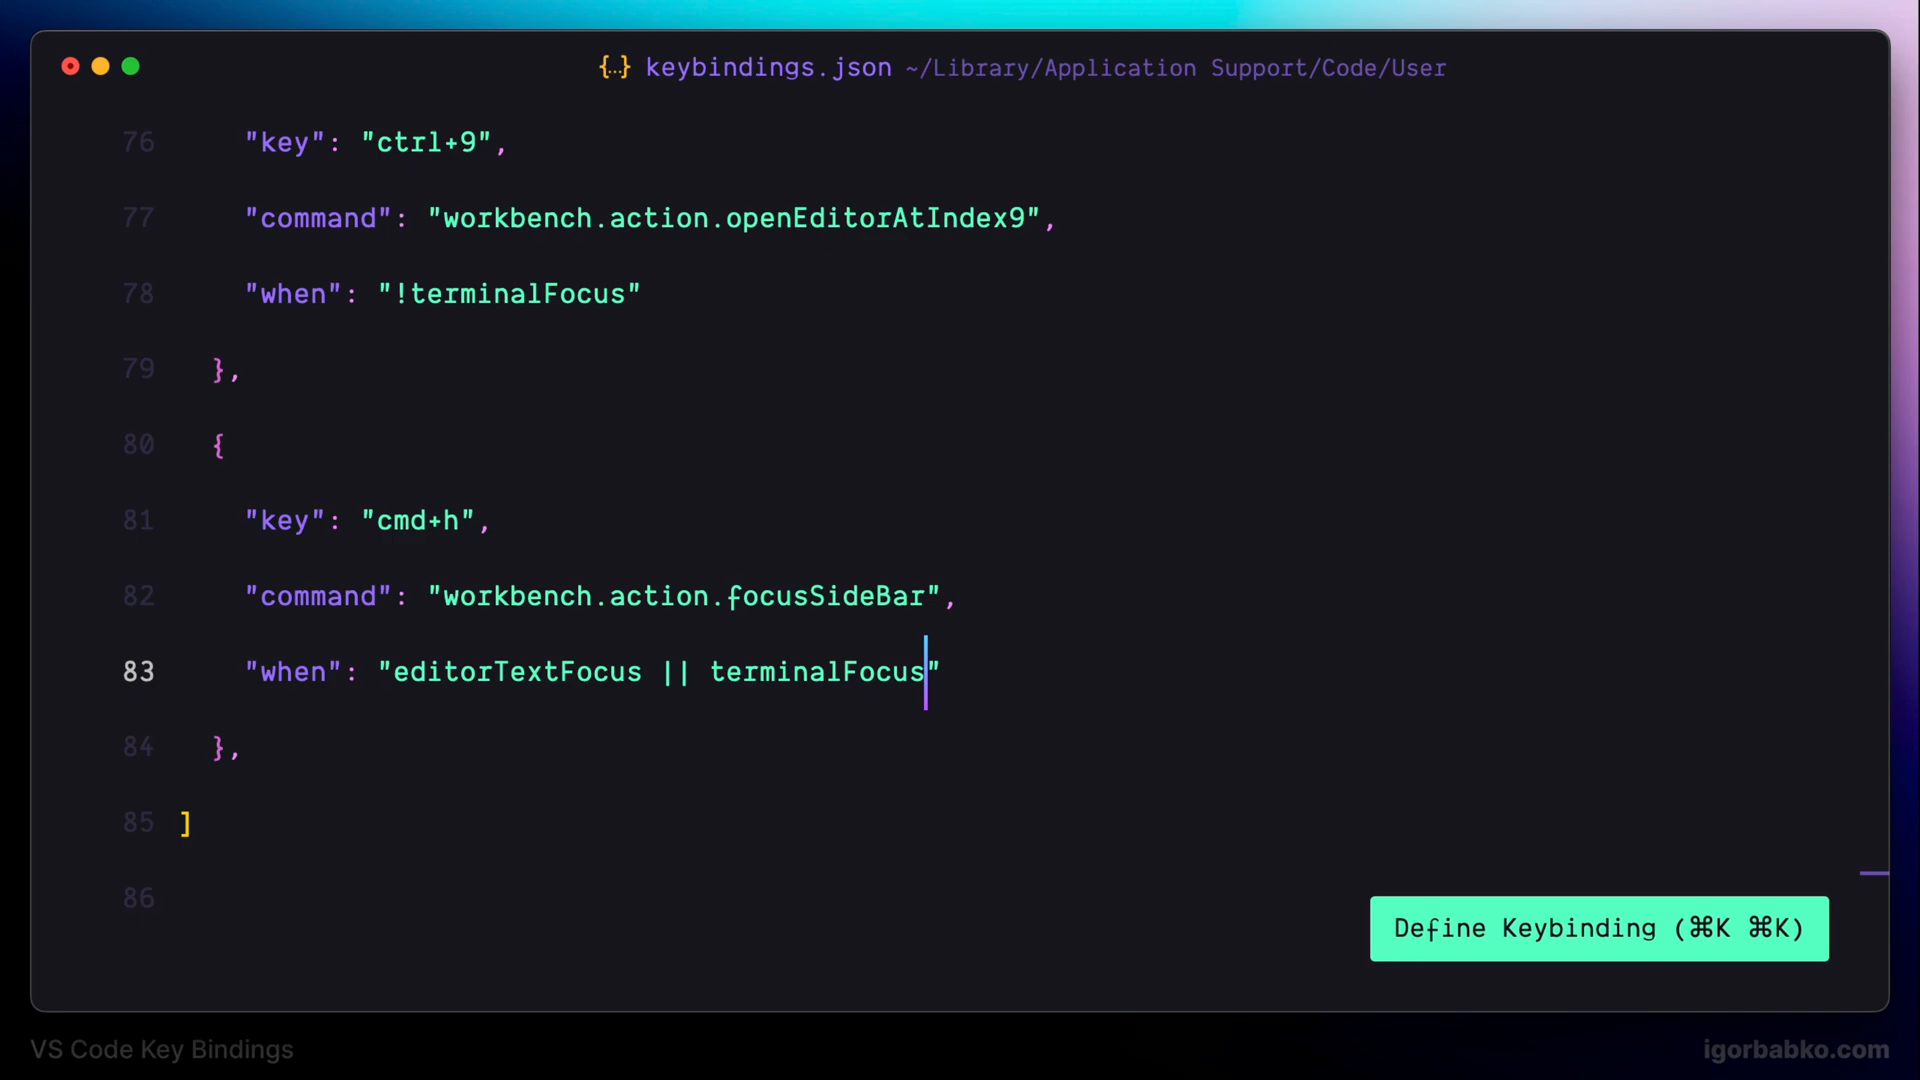 {...} keybindings.json ~/Library/Application Support/Code/User
76 "key": "ctrl+9",
77 "command": "workbench.action.openEditorAtIndex9",
78 "when": "!terminalFocus"
79 },
80 {
81 "key": "cmd+h",
82 "command": "workbench.action.focusSideBar",
83 "when": "editorTextFocus || terminalFocus"
84 },
85 ]
86
Define Keybinding (⌘K ⌘K)
VS Code Key Bindings
igorbabko.com